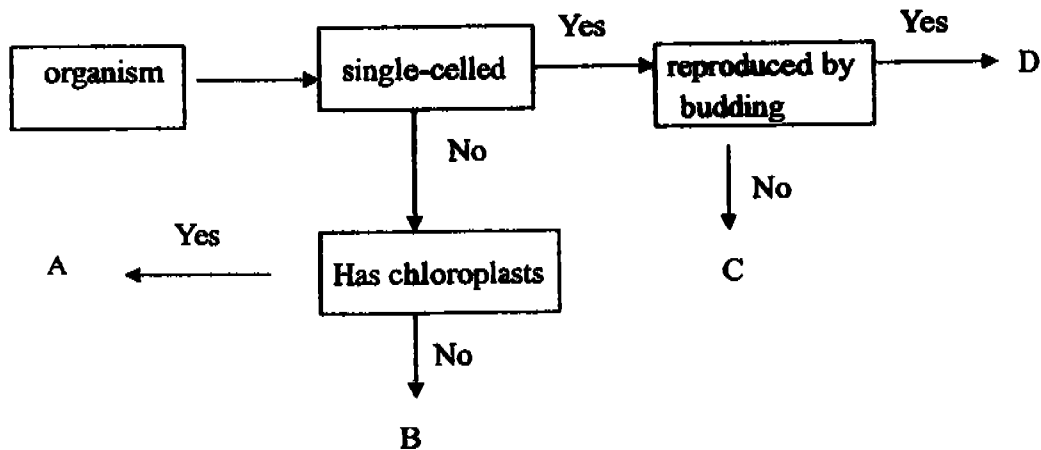 organism
single-celled
Yes
reproduced by
budding
Yes
D
No
No
C
Has chloroplasts
Yes
A
No
B